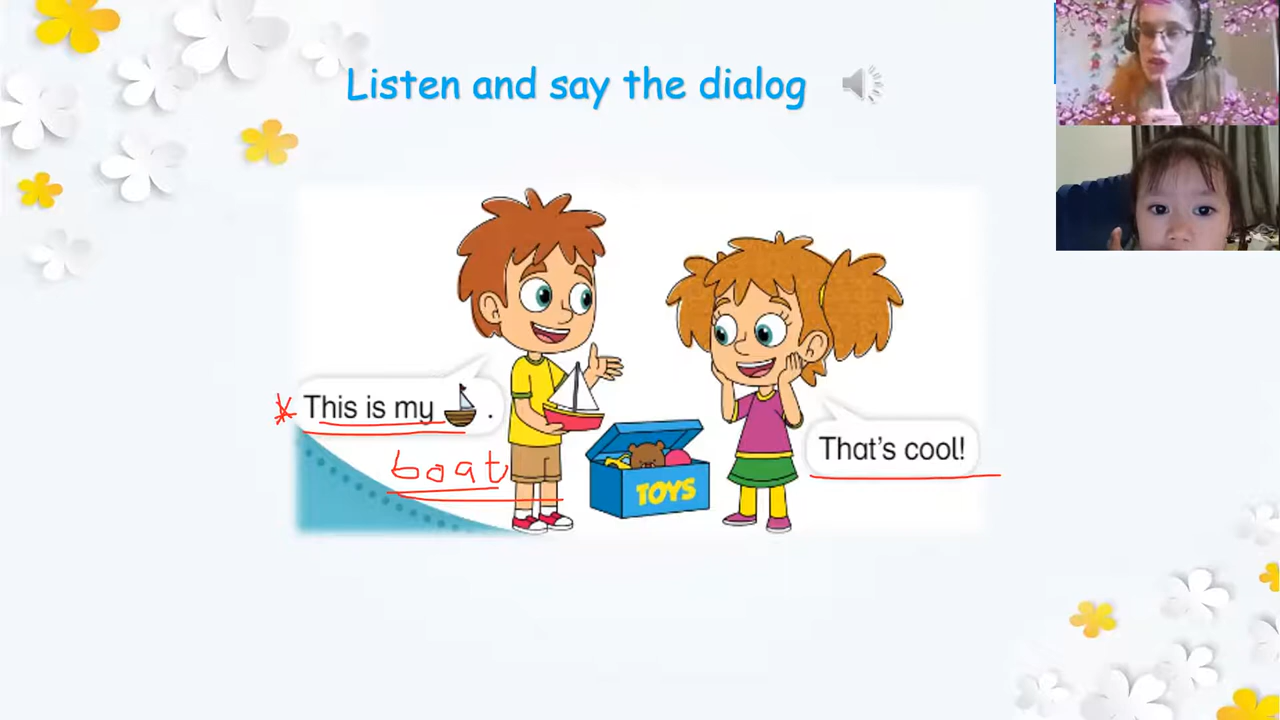 Listen and say the dialog
This is my .
boat
TOYS
That's cool!